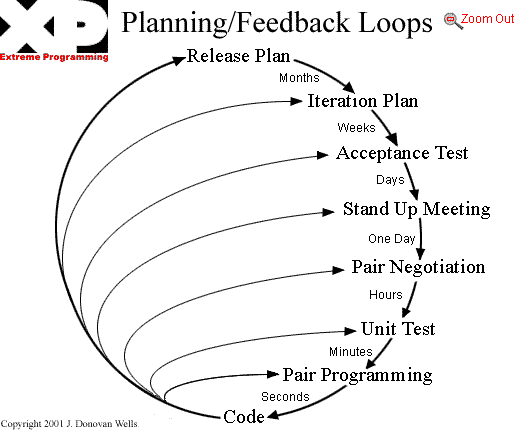 XP
Extreme Programming
Planning/Feedback Loops
Zoom Out
Release Plan
Months
Iteration Plan
Weeks
Acceptance Test
Days
Stand Up Meeting
One Day
Pair Negotiation
Hours
Unit Test
Minutes
Pair Programming
Seconds
Code
Copyright 2001 J. Donovan Wells